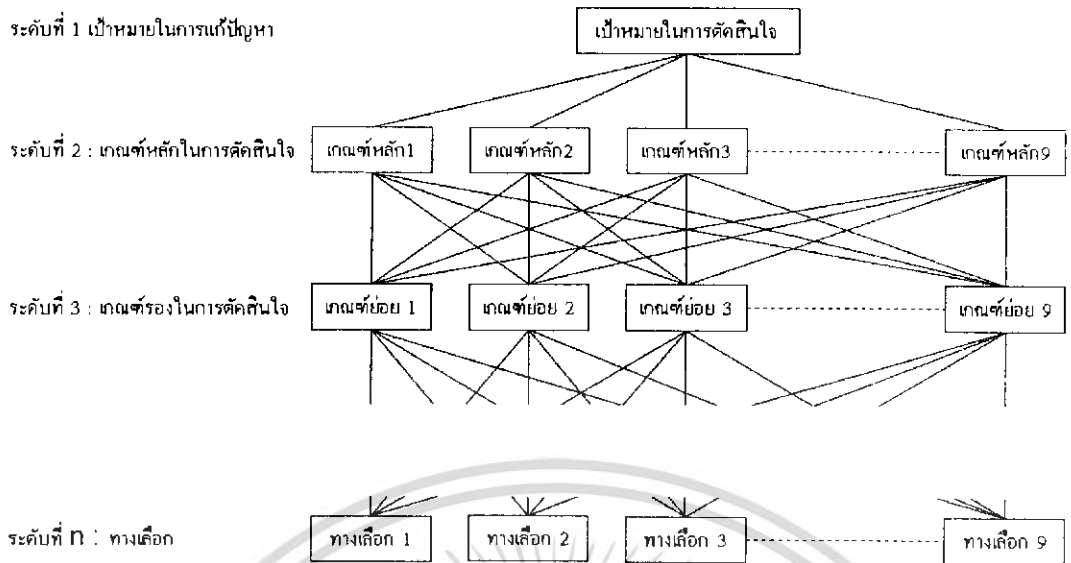 ระดับที่ 1 เป้าหมายในการแก้ปัญหา
เป้าหมายในการตัดสินใจ
ระดับที่ 2 : เกณฑ์หลักในการตัดสินใจ
เกณฑ์หลัก1
เกณฑ์หลัก2
เกณฑ์หลัก3
เกณฑ์หลัก9
ระดับที่ 3 : เกณฑ์รองในการตัดสินใจ
เกณฑ์ย่อย 1
เกณฑ์ย่อย 2
เกณฑ์ย่อย 3
เกณฑ์ย่อย 9
ระดับที่ n : ทางเลือก
ทางเลือก 1
ทางเลือก 2
ทางเลือก 3
ทางเลือก 9